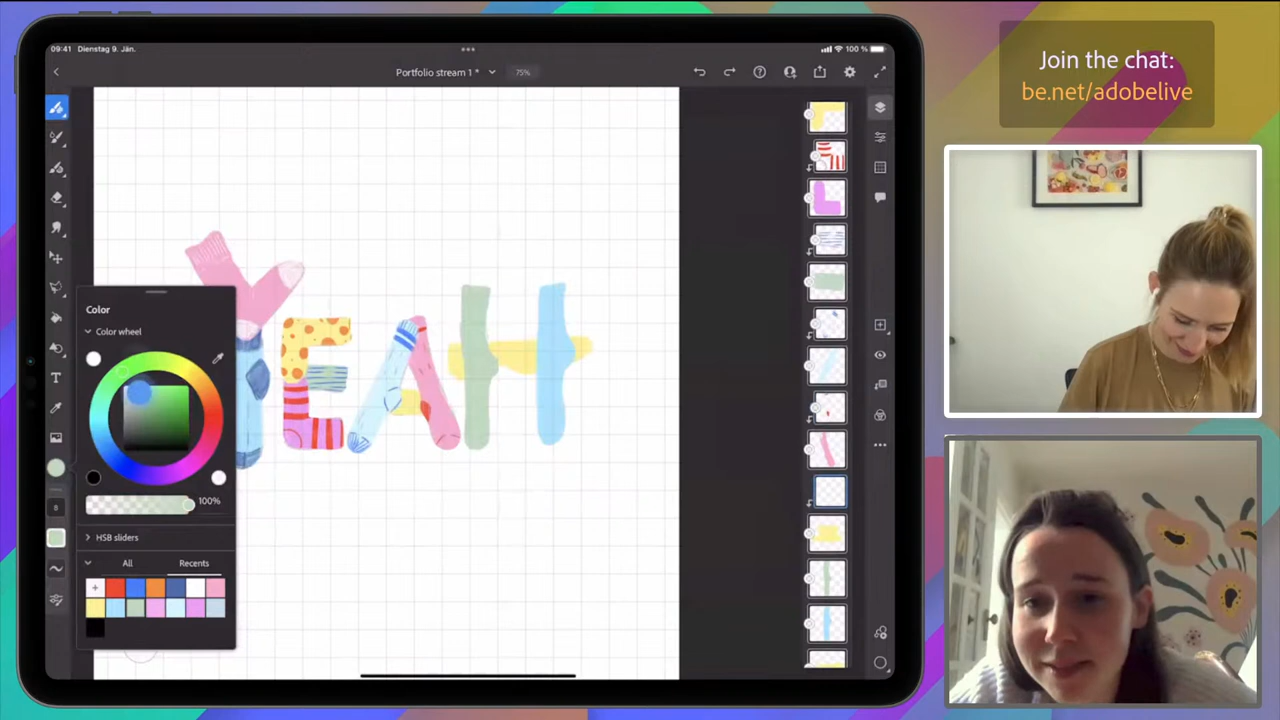 09:41 Dienstag 9. Jän.
100 %
Portfolio stream 1 *
75%
Join the chat:
be.net/adobelive
YEAH
Color
Color wheel
100%
HSB sliders
All
Recents
8
T